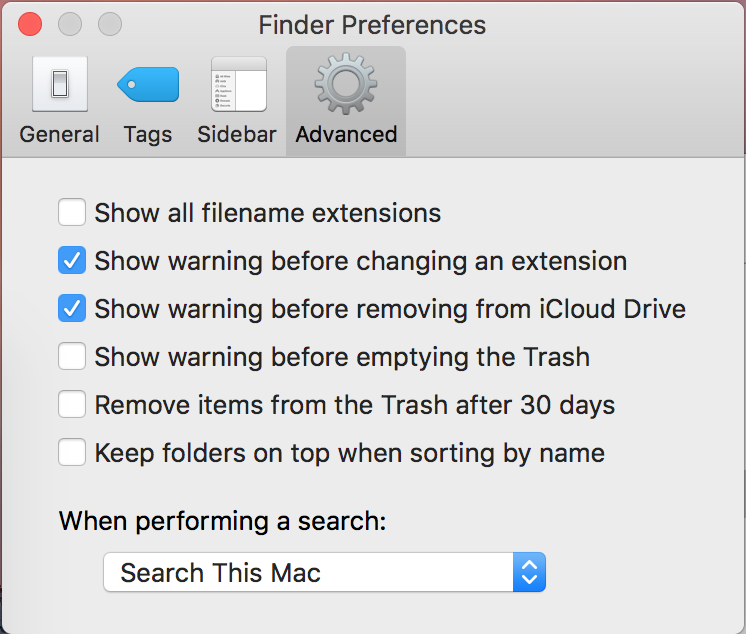 Finder Preferences
General Tags Sidebar Advanced
Show all filename extensions
Show warning before changing an extension
Show warning before removing from iCloud Drive
Show warning before emptying the Trash
Remove items from the Trash after 30 days
Keep folders on top when sorting by name
When performing a search:
Search This Mac